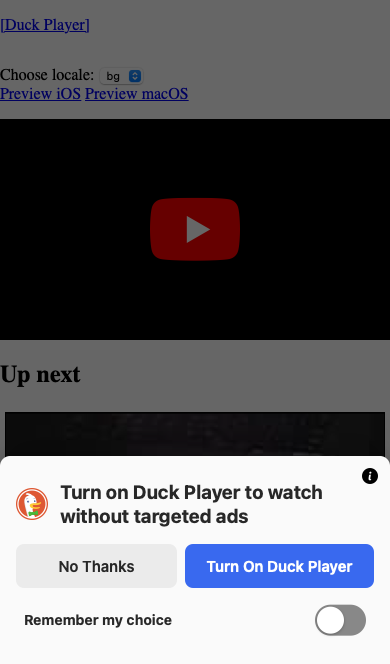 [Duck Player]
Choose locale: bg
Preview iOS Preview macOS
Up next
Turn on Duck Player to watch
without targeted ads
No Thanks
Turn On Duck Player
Remember my choice